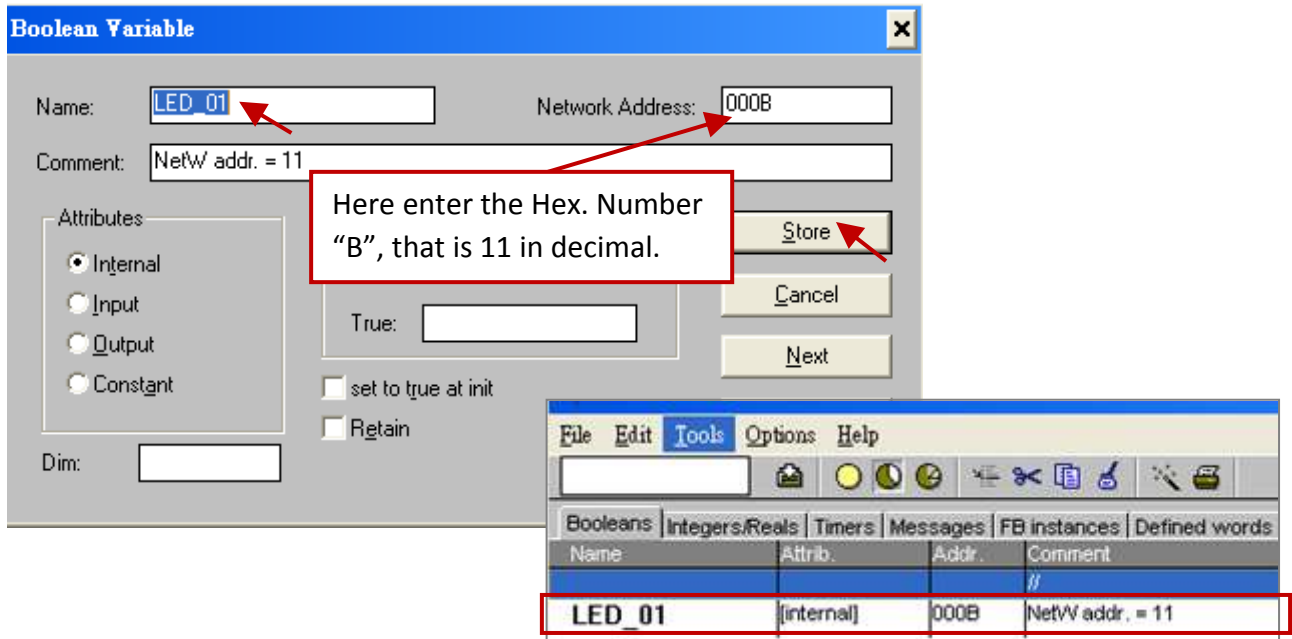 Boolean Variable
Name: LED_01 Network Address: 000B
Comment: NetW addr. = 11
Here enter the Hex. Number
“B”, that is 11 in decimal.
Attributes
Internal
Input
Output
Constant
True:
set to true at init
Retain
Dim:
Store
Cancel
Next
File Edit Tools Options Help
Booleans Integers/Reals Timers Messages FB instances Defined words
Name Attrib. Addr. Comment
//
LED_01 [internal] 000B NetW addr. = 11